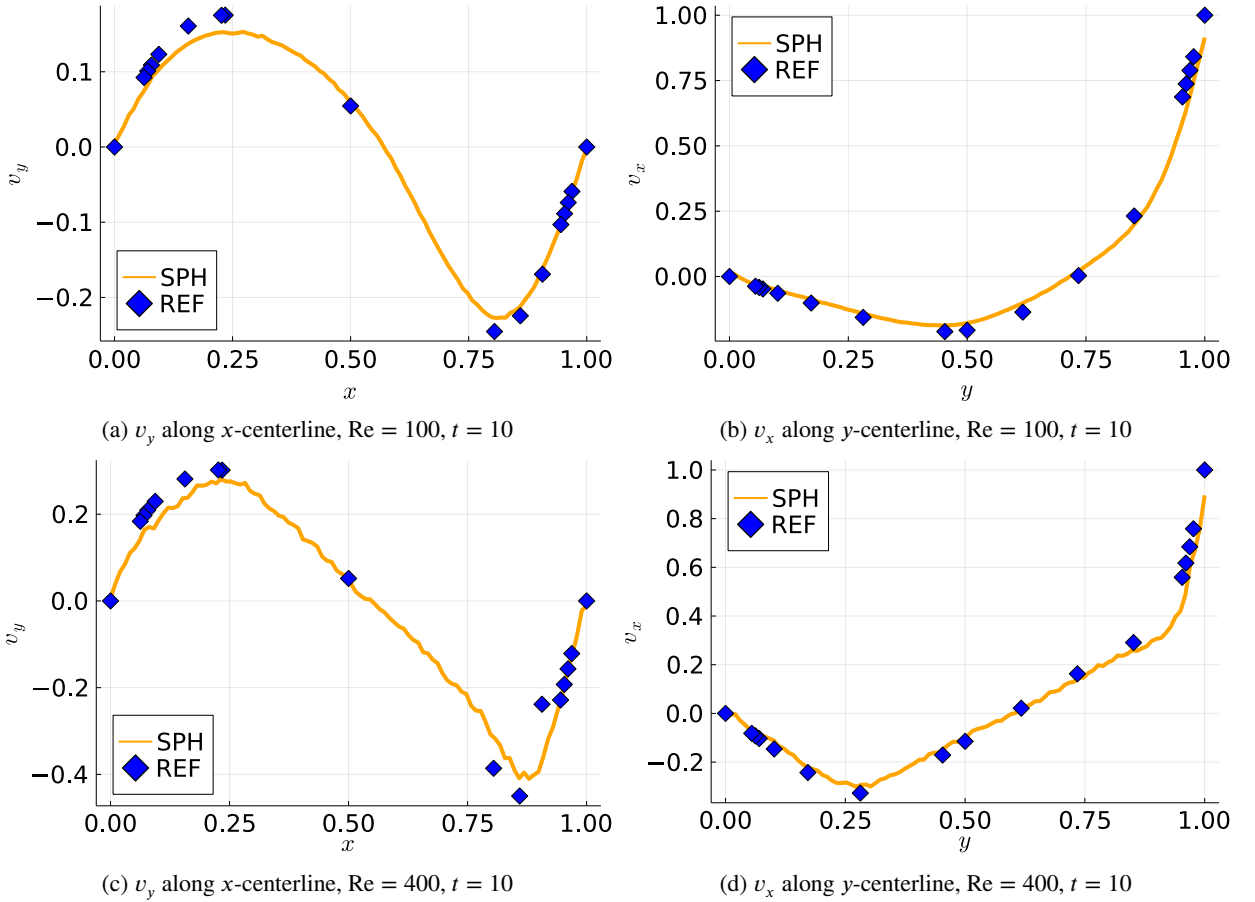 0.1
0.0
−0.1
−0.2
v_y
SPH
REF
0.00 0.25 0.50 0.75 1.00
x
(a) v_y along x-centerline, Re = 100, t = 10
1.00
0.75
0.50
0.25
0.00
v_x
SPH
REF
0.00 0.25 0.50 0.75 1.00
y
(b) v_x along y-centerline, Re = 100, t = 10
0.2
0.0
−0.2
−0.4
v_y
SPH
REF
0.00 0.25 0.50 0.75 1.00
x
(c) v_y along x-centerline, Re = 400, t = 10
1.0
0.8
0.6
0.4
0.2
0.0
−0.2
v_x
SPH
REF
0.00 0.25 0.50 0.75 1.00
y
(d) v_x along y-centerline, Re = 400, t = 10